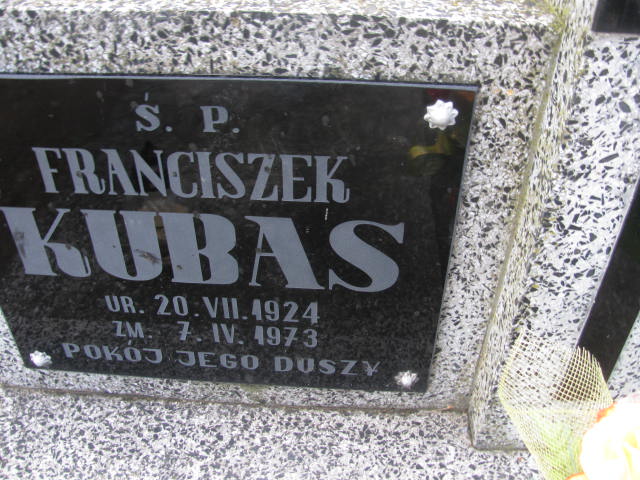 Ś. P.
FRANCISZEK
KUBAS
UR. 20. VII. 1924
ZM. 7. IV. 1973
POKÓJ JEGO DUSZY